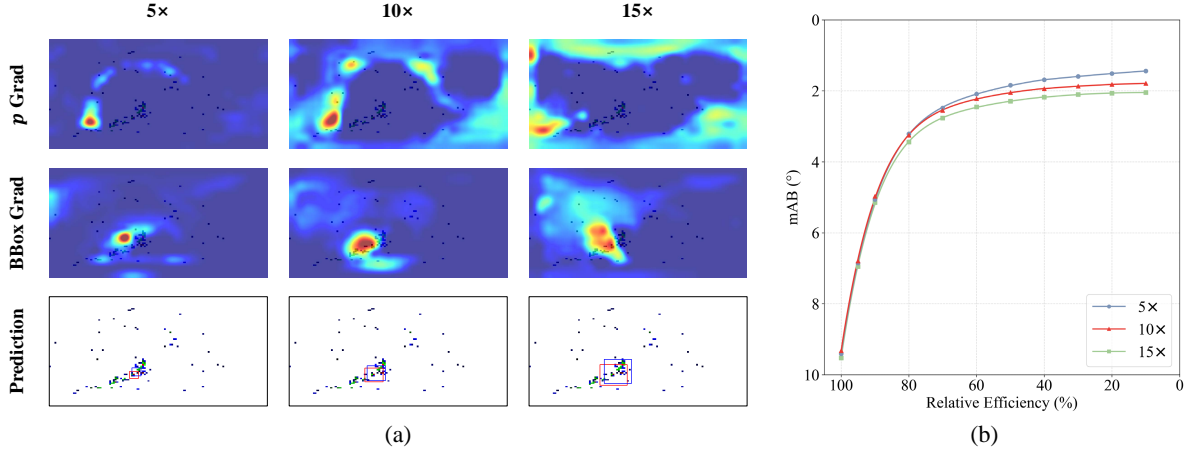 5× 10× 15×
p Grad
BBox Grad
Prediction
(a)
0
2
4
6
8
10
mAB (°)
100 80 60 40 20 0
Relative Efficiency (%)
5×
10×
15×
(b)